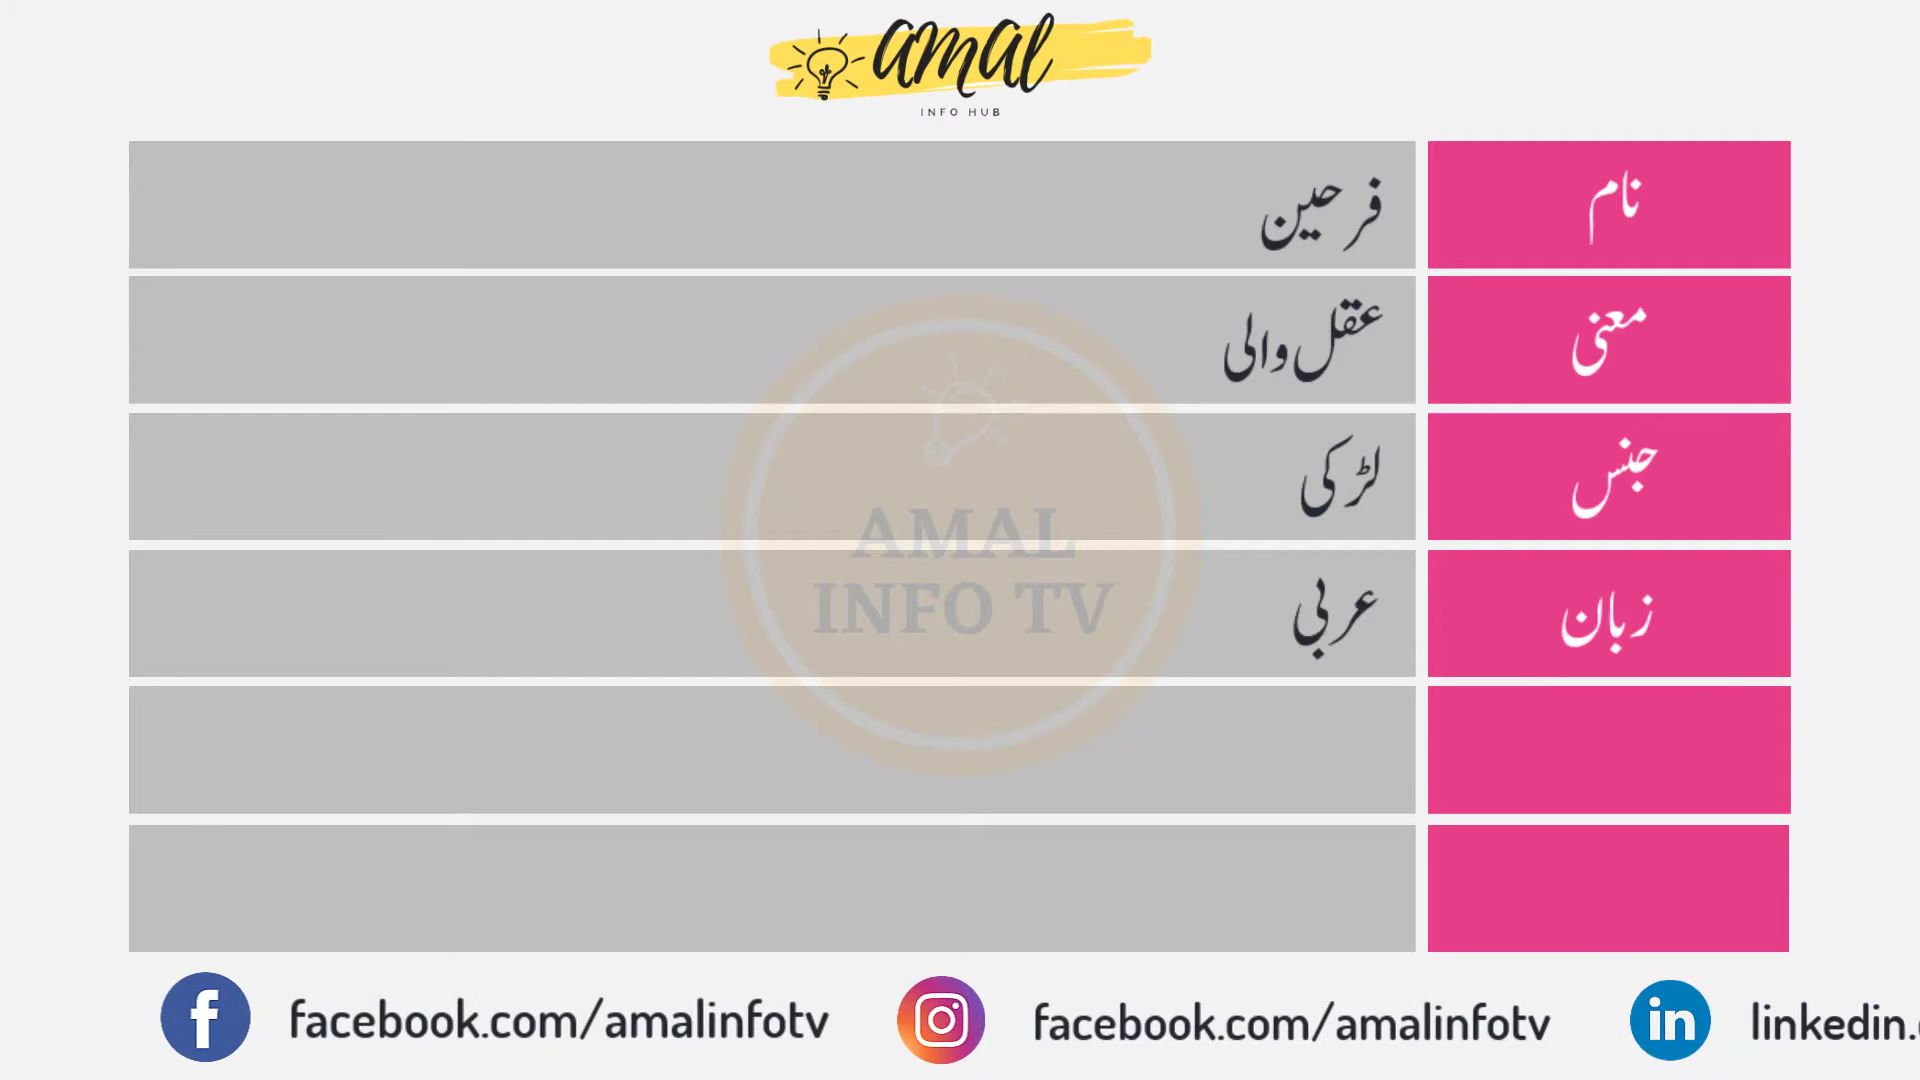 amal
INFO HUB
نام فرحین
معنی عقل والی
جنس لڑکی
زبان عربی
AMAL
INFO TV
facebook.com/amalinfotv facebook.com/amalinfotv linkedin.